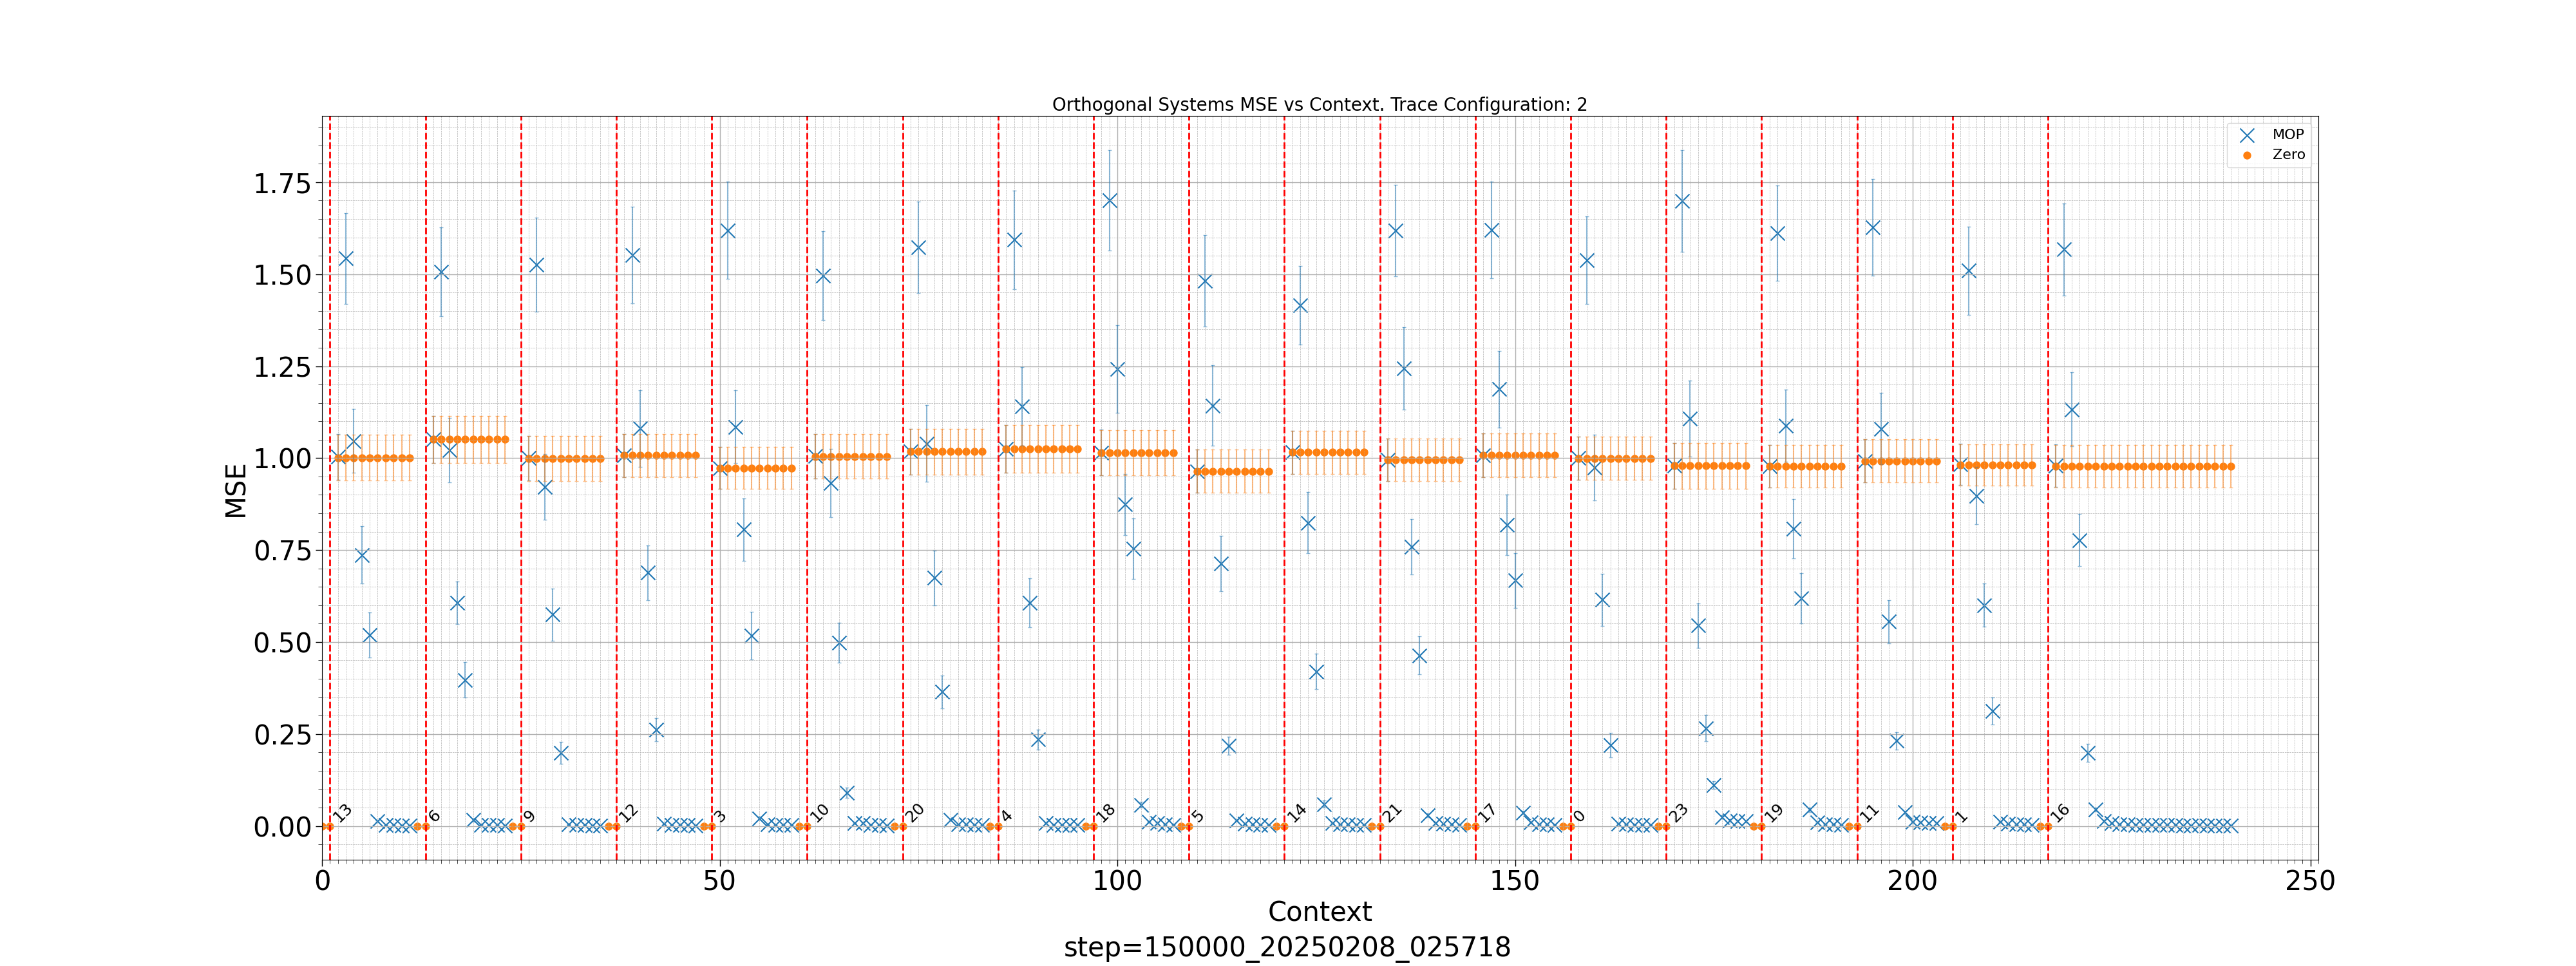 Orthogonal Systems MSE vs Context. Trace Configuration: 2
MOP
Zero
MSE
1.75
1.50
1.25
1.00
0.75
0.50
0.25
0.00
13 6 9 12 3 10 20 4 18 5 14 21 17 0 23 19 11 1 16
0 50 100 150 200 250
Context
step=150000_20250208_025718